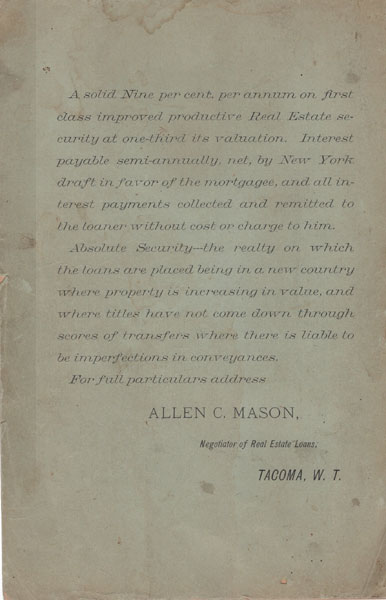 A solid Nine per cent. per annum on first
class improved productive Real Estate se-
curity at one-third its valuation. Interest
payable semi-annually, net, by New York
draft in favor of the mortgagee, and all in-
terest payments collected and remitted to
the loaner without cost or charge to him.
Absolute Security--the realty on which
the loans are placed being in a new country
where property is increasing in value, and
where titles have not come down through
scores of transfers where there is liable to
be imperfections in conveyances.
For full particulars address
ALLEN C. MASON,
Negotiator of Real Estate Loans,
TACOMA, W. T.